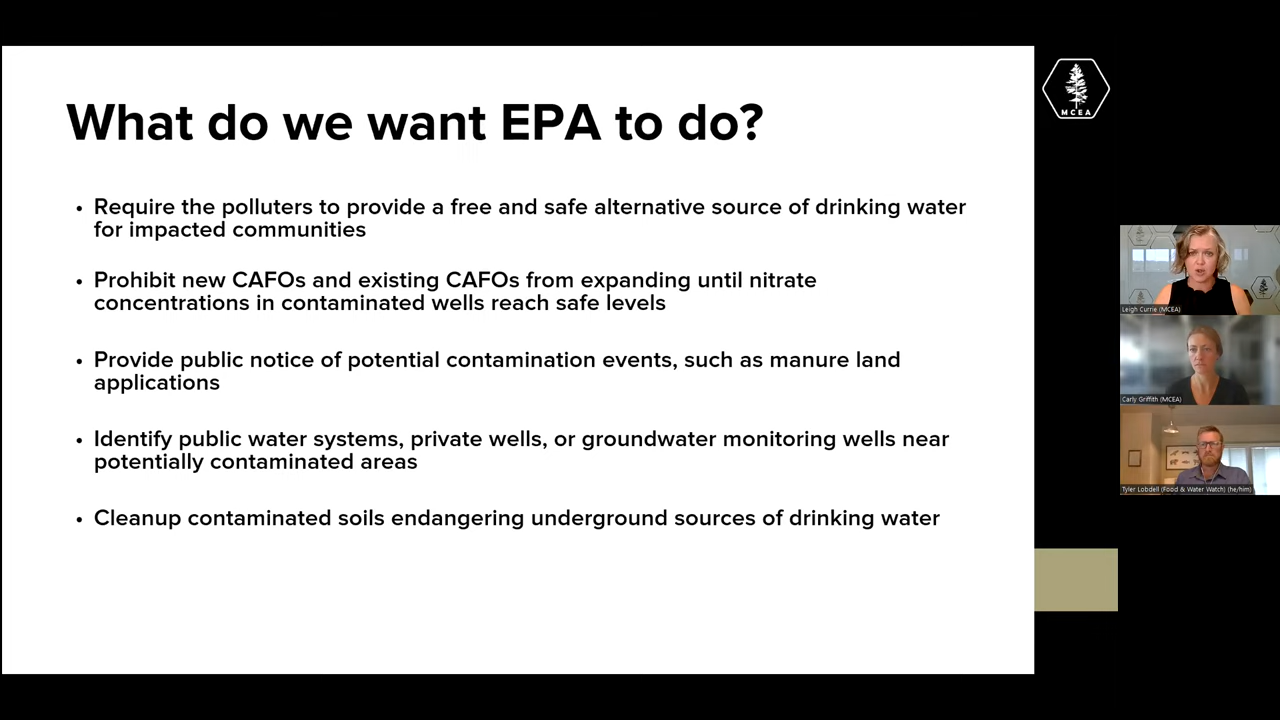 What do we want EPA to do?
• Require the polluters to provide a free and safe alternative source of drinking water
for impacted communities
• Prohibit new CAFOs and existing CAFOs from expanding until nitrate
concentrations in contaminated wells reach safe levels
• Provide public notice of potential contamination events, such as manure land
applications
• Identify public water systems, private wells, or groundwater monitoring wells near
potentially contaminated areas
• Cleanup contaminated soils endangering underground sources of drinking water
MCEA
Leigh Currie (MCEA)
Carly Griffith (MCEA)
Tyler Lobdell (Food & Water Watch) (he/him)